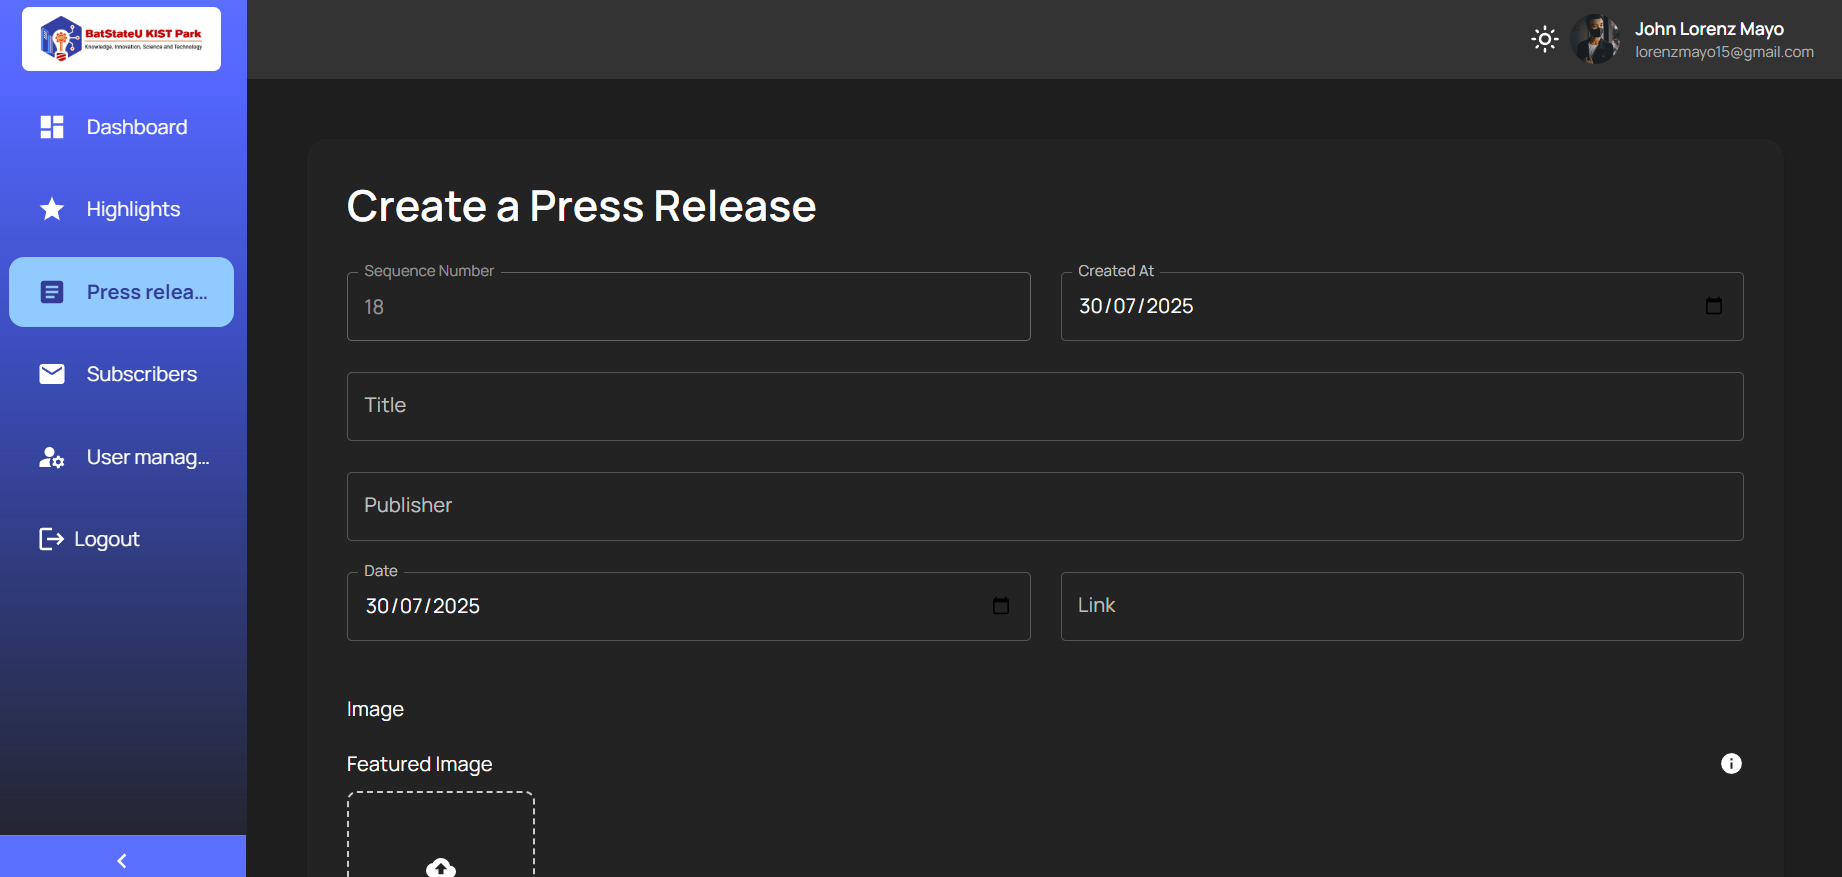 BatStateU KIST Park
Knowledge, Innovation, Science and Technology
John Lorenz Mayo
lorenzmayo15@gmail.com
Dashboard
Highlights
Press relea...
Subscribers
User manag...
Logout
Create a Press Release
Sequence Number
18
Created At
30/07/2025
Title
Publisher
Date
30/07/2025
Link
Image
Featured Image